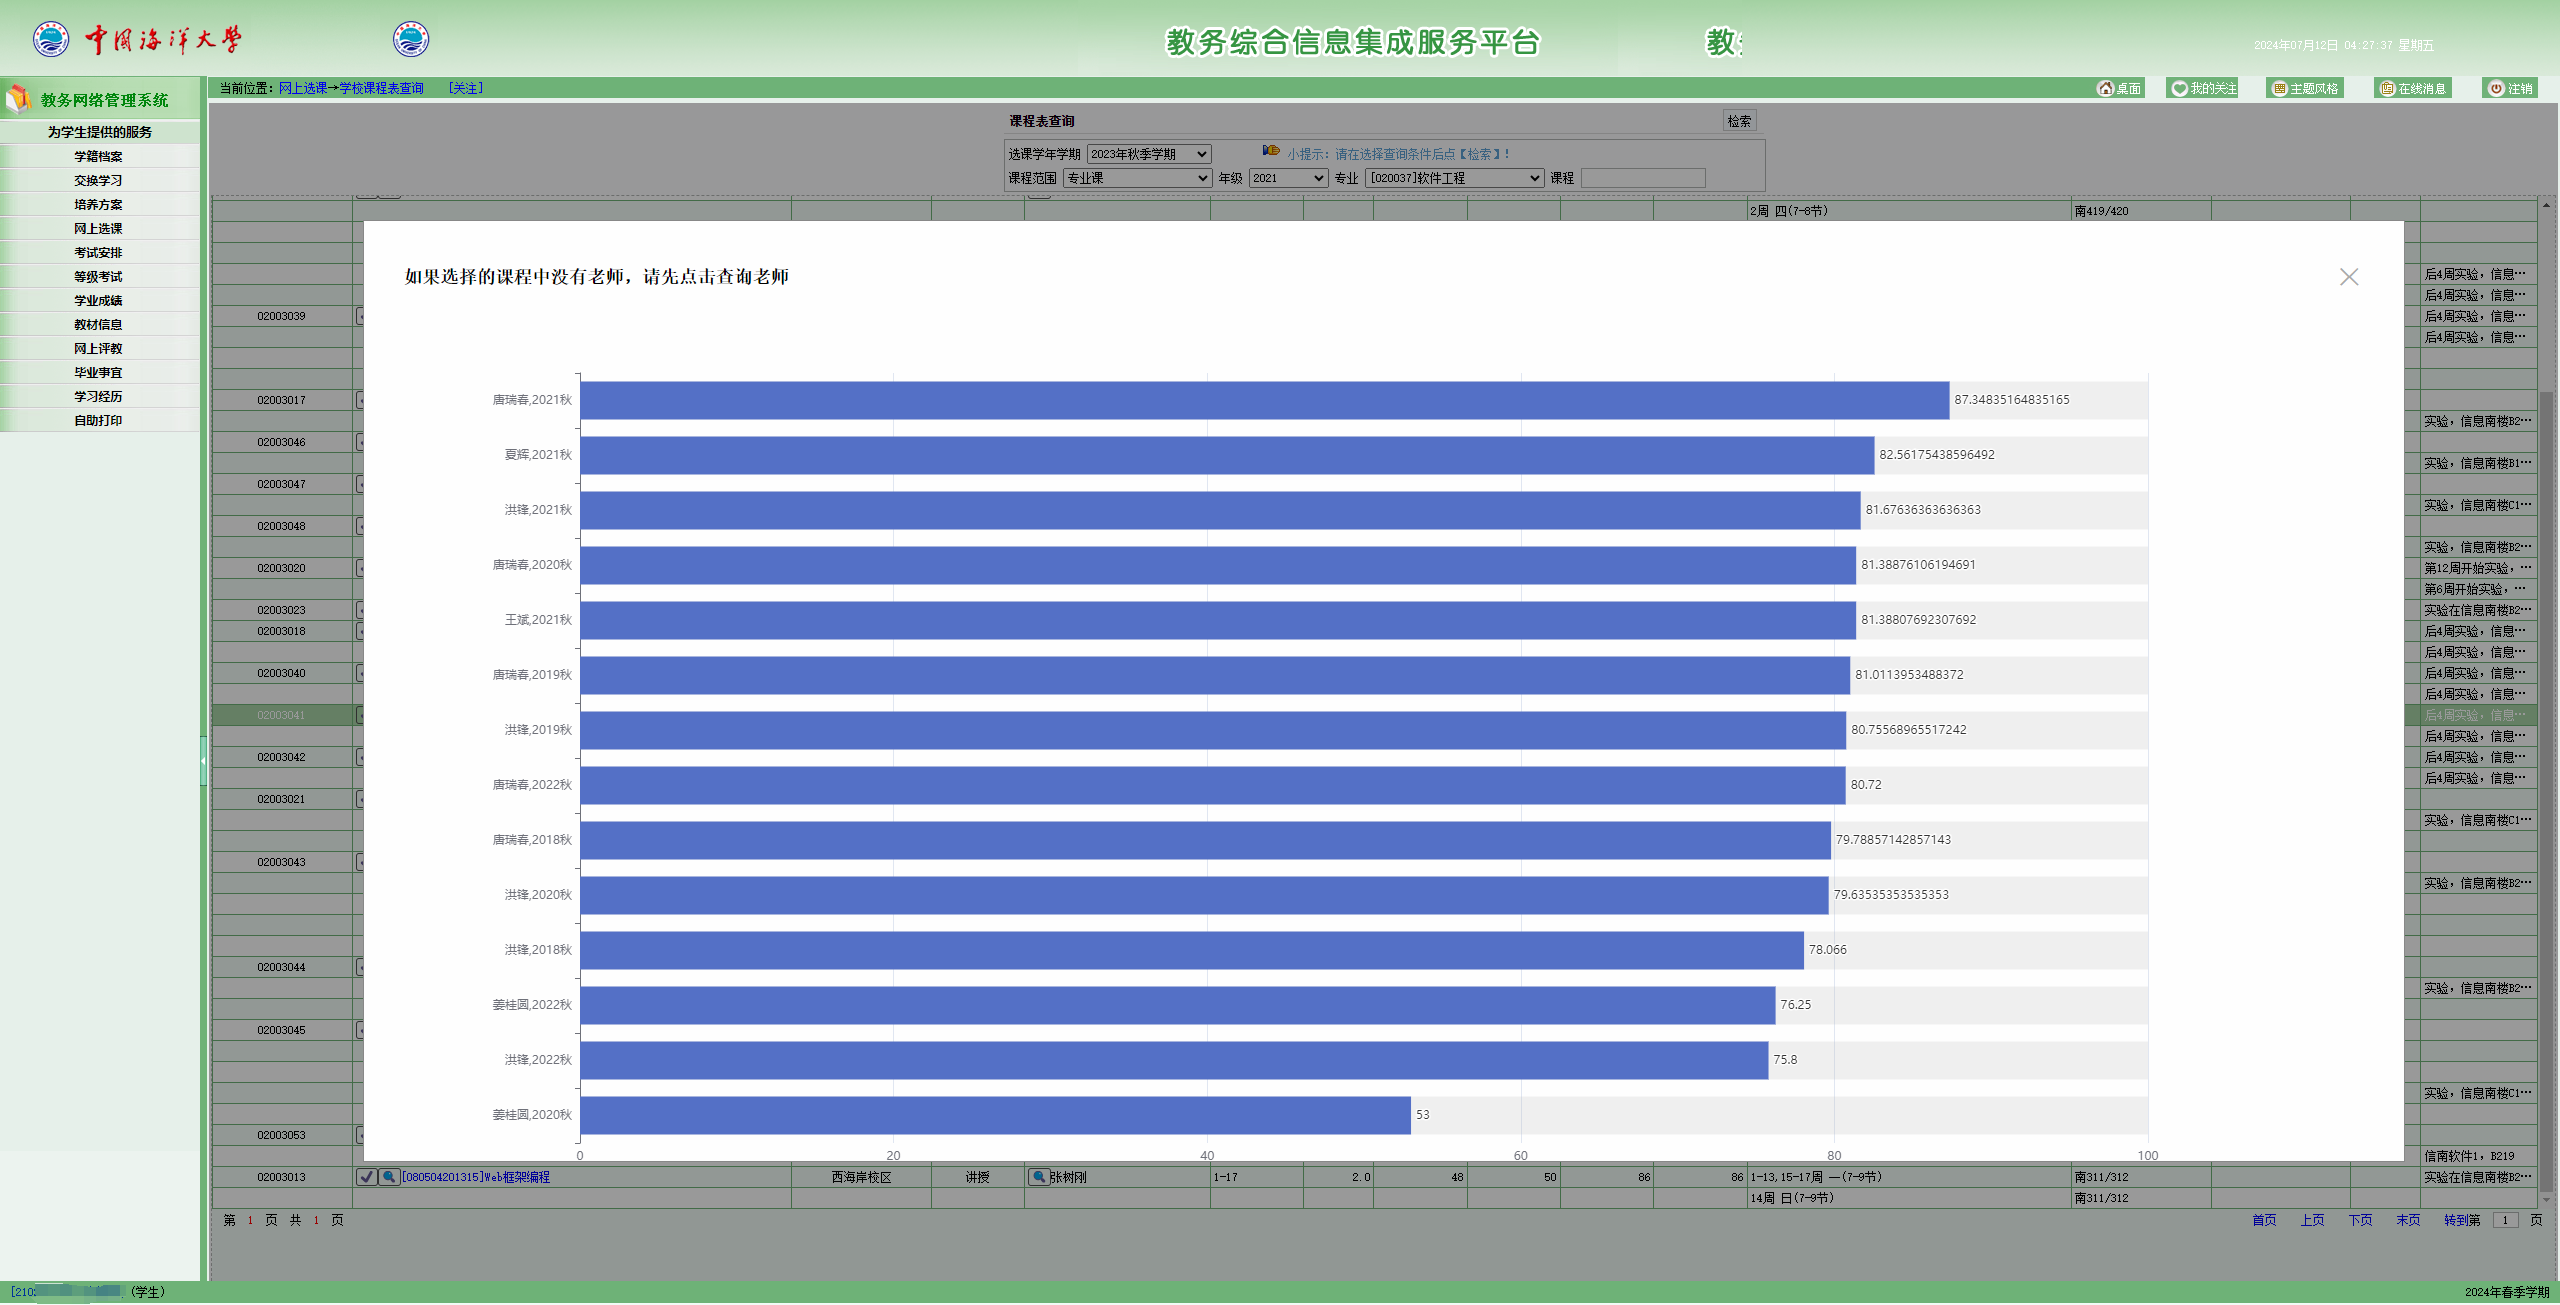 中国海洋大学
教务综合信息集成服务平台
教务
2024年07月12日 04:27:37 星期五
教务网络管理系统
当前位置：网上选课→学校课程表查询 [关注]
桌面 我的关注 主题风格 在线消息 注销
为学生提供的服务
学籍档案
交换学习
培养方案
网上选课
考试安排
等级考试
学业成绩
教材信息
网上评教
毕业事宜
学习经历
自助打印
课程表查询 检索
选课学年学期 2023年秋季学期 小提示：请在选择查询条件后点【检索】！
课程范围 专业课 年级 2021 专业 [020037]软件工程 课程
2周 四(7-8节) 南419/420
如果选择的课程中没有老师，请先点击查询老师
唐瑞春,2021秋 87.34835164835165
夏辉,2021秋 82.56175438596492
洪锋,2021秋 81.67636363636363
唐瑞春,2020秋 81.38876106194691
王斌,2021秋 81.38807692307692
唐瑞春,2019秋 81.0113953488372
洪锋,2019秋 80.75568965517242
唐瑞春,2022秋 80.72
唐瑞春,2018秋 79.78857142857143
洪锋,2020秋 79.63535353535353
洪锋,2018秋 78.066
姜桂圆,2022秋 76.25
洪锋,2022秋 75.8
姜桂圆,2020秋 53
0 20 40 60 80 100
02003039
02003017
02003046
02003047
02003048
02003020
02003023
02003018
02003040
02003041
02003042
02003021
02003043
02003044
02003045
02003053
后4周实验，信息…
后4周实验，信息…
后4周实验，信息…
后4周实验，信息…
实验，信息南楼B2…
实验，信息南楼B1…
实验，信息南楼C1…
实验，信息南楼B2…
第12周开始实验，…
第6周开始实验，…
实验在信息南楼B2…
后4周实验，信息…
后4周实验，信息…
后4周实验，信息…
后4周实验，信息…
后4周实验，信息…
后4周实验，信息…
后4周实验，信息…
后4周实验，信息…
实验，信息南楼C1…
实验，信息南楼B2…
实验，信息南楼B2…
实验，信息南楼C1…
信南软件1，B219
02003013 [080504201315]Web框架编程 西海岸校区 讲授 张树刚 1-17 2.0 48 50 86 86 1-13,15-17周 一(7-9节) 南311/312 实验在信息南楼B2…
14周 日(7-9节) 南311/312
第 1 页 共 1 页
首页 上页 下页 末页 转到第 1 页
[210 (学生)
2024年春季学期